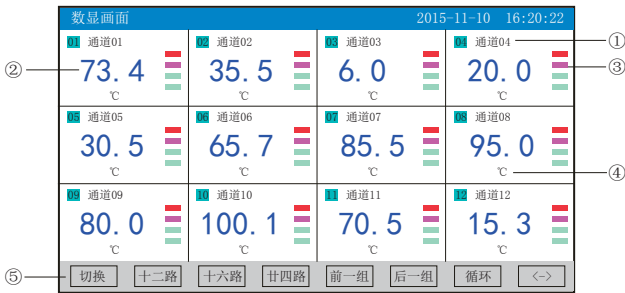 数显画面 2015-11-10 16:20:22
01 通道01 02 通道02 03 通道03 04 通道04 ①
② 73.4 35.5 6.0 20.0 ③
℃ ℃ ℃ ℃
05 通道05 06 通道06 07 通道07 08 通道08
30.5 65.7 85.5 95.0
℃ ℃ ℃ ℃ ④
09 通道09 10 通道10 11 通道11 12 通道12
80.0 100.1 70.5 15.3
℃ ℃ ℃ ℃
⑤ 切换 十二路 十六路 廿四路 前一组 后一组 循环 <->